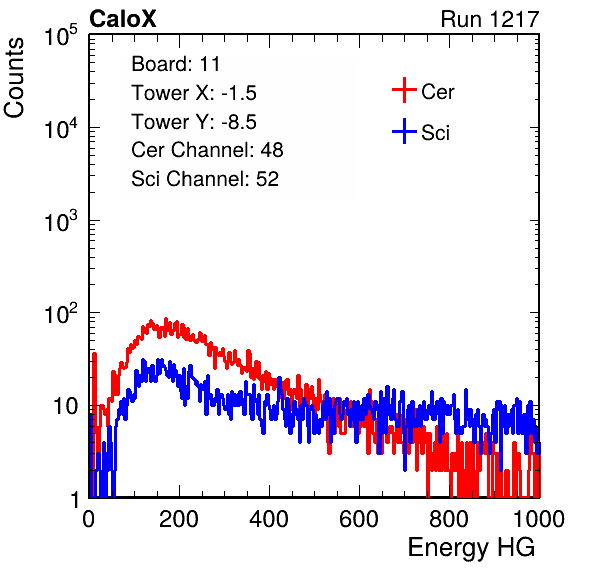 CaloX Run 1217
Counts
10^5
10^4
10^3
10^2
10
1
Board: 11
Tower X: -1.5
Tower Y: -8.5
Cer Channel: 48
Sci Channel: 52
Cer
Sci
0 200 400 600 800 1000
Energy HG